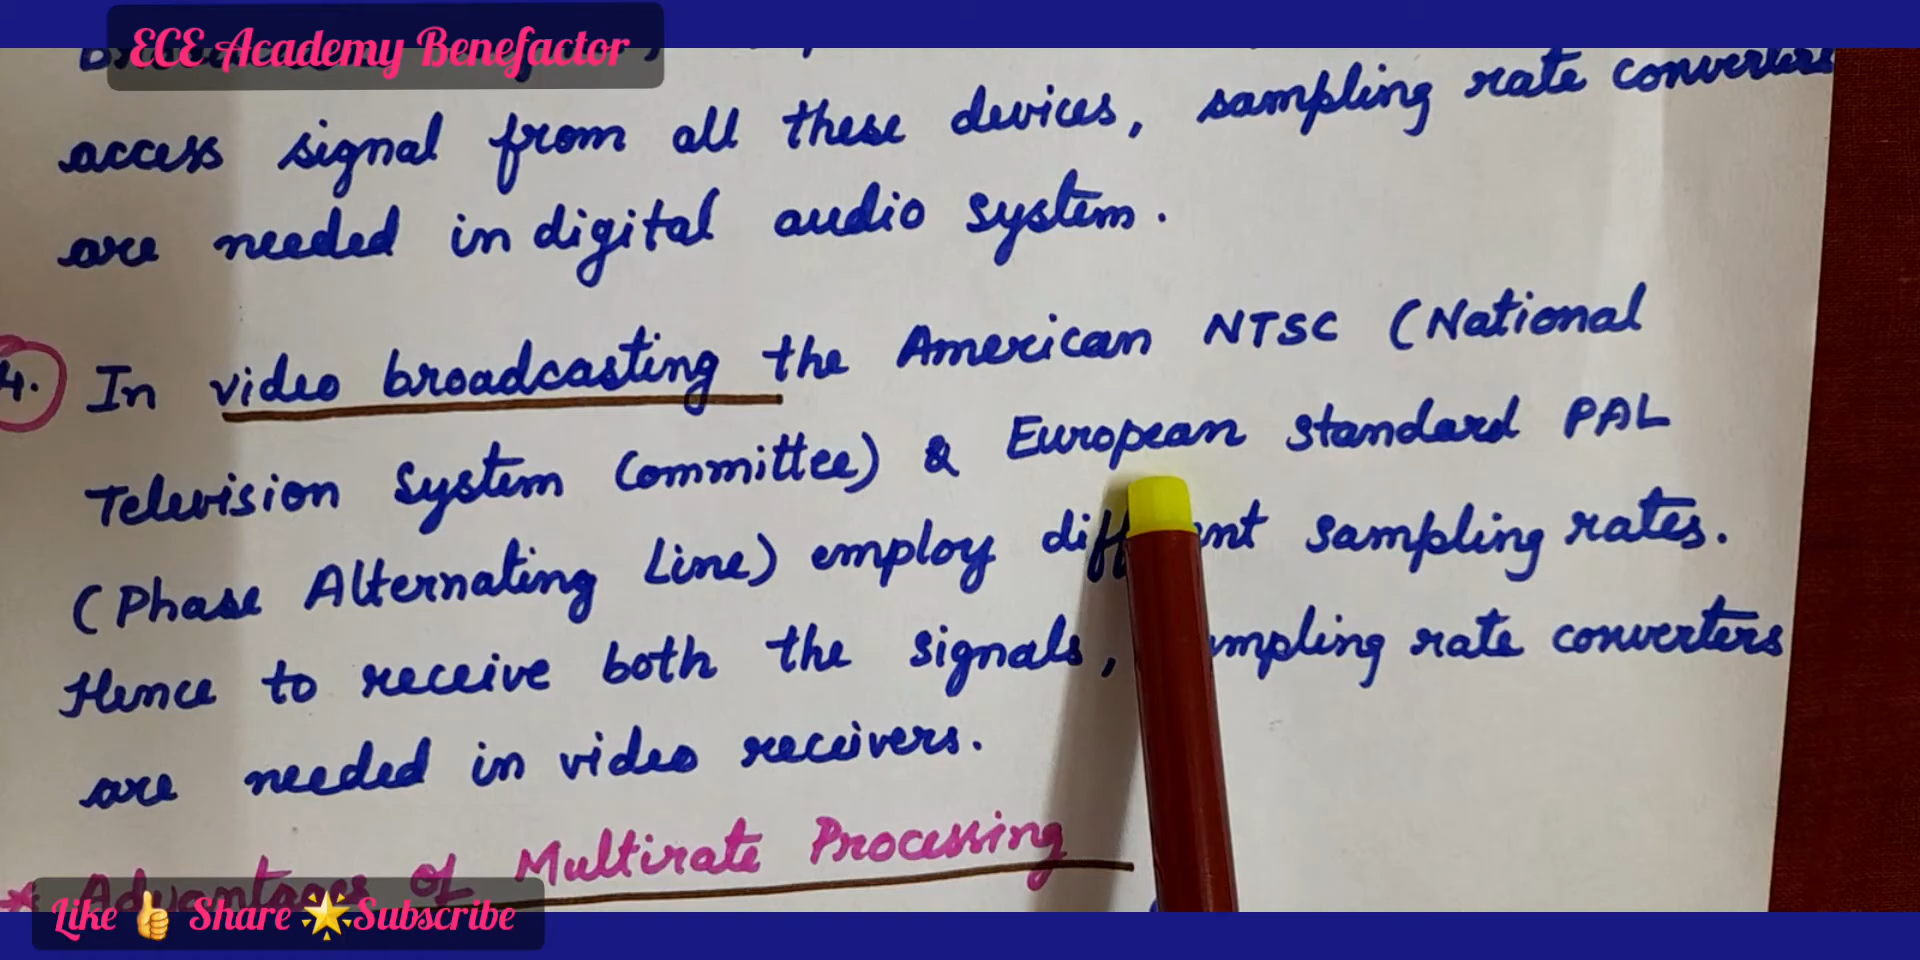 ECE Academy Benefactor
access signal from all these devices, sampling rate converters
are needed in digital audio system.
4. In video broadcasting the American NTSC (National
Television System Committee) & European standard PAL
(Phase Alternating Line) employ different sampling rates.
Hence to receive both the signals, sampling rate converters
are needed in video receivers.
Advantages of Multirate Processing
Like 👍 Share 🌟Subscribe